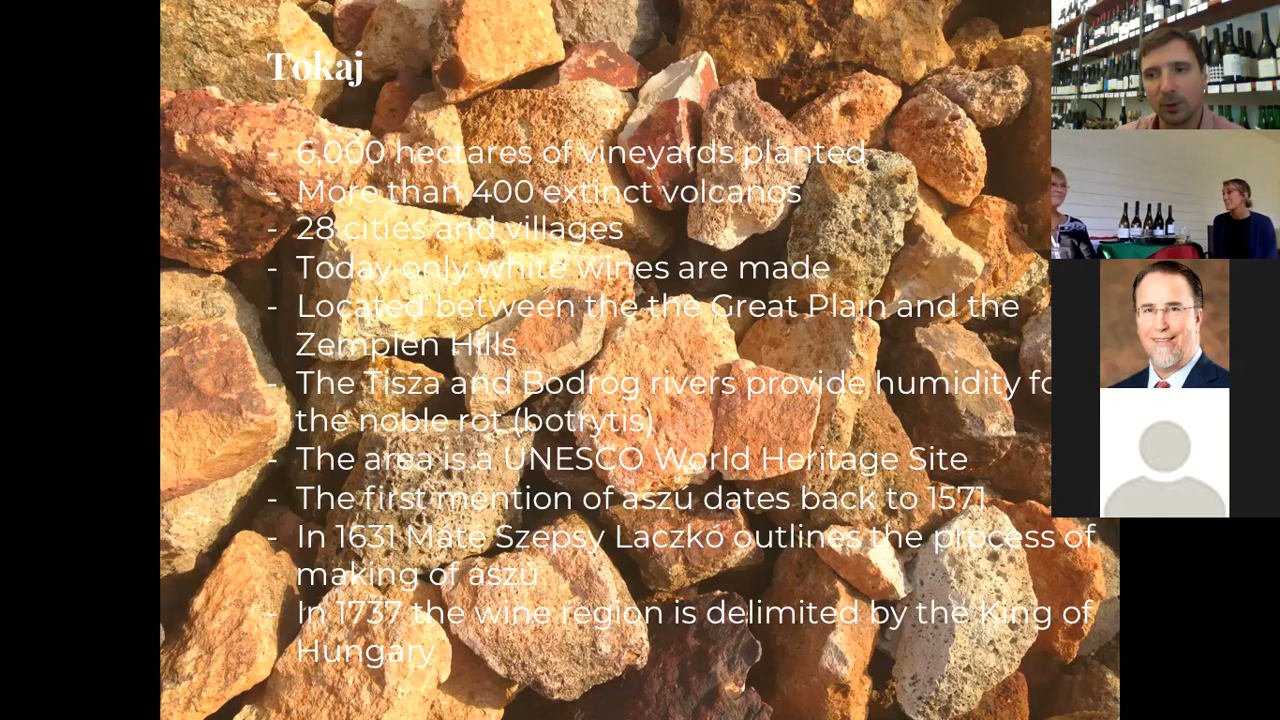 Tokaj
- 6,000 hectares of vineyards planted
- More than 400 extinct volcanos
- 28 cities and villages
- Today only white wines are made
- Located between the the Great Plain and the
Zemplén Hills
- The Tisza and Bodrog rivers provide humidity fo
the noble rot (botrytis)
- The area is a UNESCO World Heritage Site
- The first mention of aszú dates back to 1571
- In 1631 Máté Szepsy Laczkó outlines the process of
making of aszú
- In 1737 the wine region is delimited by the King of
Hungary